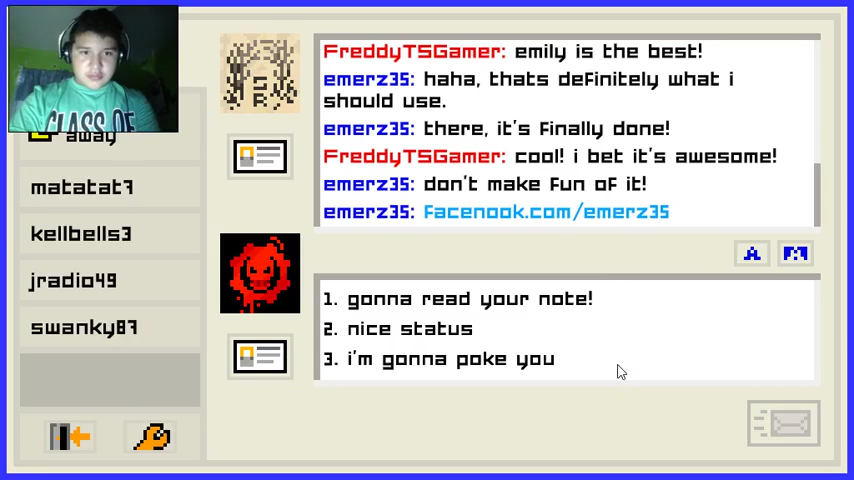 CLASS OF
away
matatat7
kellbells3
jradio49
swanky87
FreddyTSGamer: emily is the best!
emerz35: haha, thats definitely what i
should use.
emerz35: there, it's finally done!
FreddyTSGamer: cool! i bet it's awesome!
emerz35: don't make fun of it!
emerz35: Facenook.com/emerz35
A
1. gonna read your note!
2. nice status
3. i'm gonna poke you